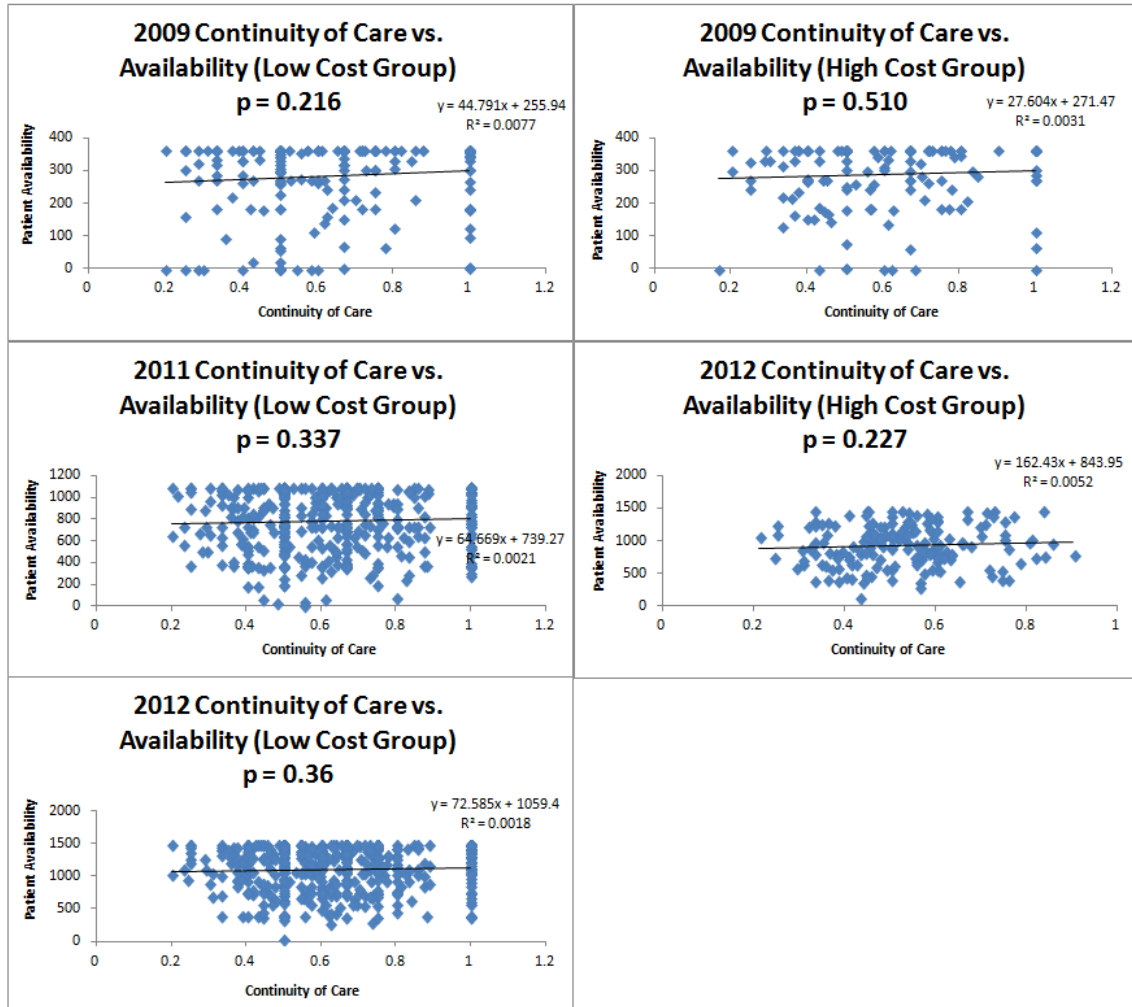 2009 Continuity of Care vs.
Availability (Low Cost Group)
p = 0.216
y = 44.791x + 255.94
R² = 0.0077
Patient Availability
400
300
200
100
0
0
0.2
0.4
0.6
0.8
1
1.2
Continuity of Care
2009 Continuity of Care vs.
Availability (High Cost Group)
p = 0.510
y = 27.604x + 271.47
R² = 0.0031
Patient Availability
400
300
200
100
0
0
0.2
0.4
0.6
0.8
1
1.2
Continuity of Care
2011 Continuity of Care vs.
Availability (Low Cost Group)
p = 0.337
Patient Availability
1200
1000
800
600
400
200
0
y = 64.669x + 739.27
R² = 0.0021
0
0.2
0.4
0.6
0.8
1
1.2
Continuity of Care
2012 Continuity of Care vs.
Availability (High Cost Group)
p = 0.227
y = 162.43x + 843.95
R² = 0.0052
Patient Availability
2000
1500
1000
500
0
0
0.2
0.4
0.6
0.8
1
Continuity of Care
2012 Continuity of Care vs.
Availability (Low Cost Group)
p = 0.36
y = 72.585x + 1059.4
R² = 0.0018
Patient Availability
2000
1500
1000
500
0
0
0.2
0.4
0.6
0.8
1
1.2
Continuity of Care